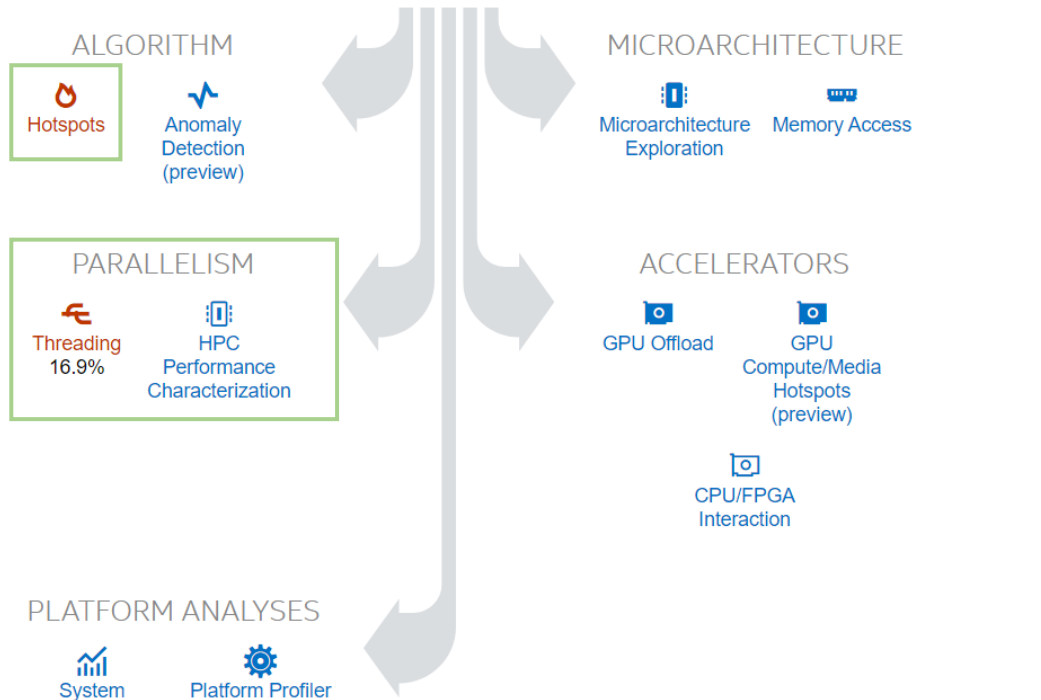 ALGORITHM
Hotspots
Anomaly
Detection
(preview)
MICROARCHITECTURE
Microarchitecture
Exploration
Memory Access
PARALLELISM
Threading
16.9%
HPC
Performance
Characterization
ACCELERATORS
GPU Offload
GPU
Compute/Media
Hotspots
(preview)
CPU/FPGA
Interaction
PLATFORM ANALYSES
System
Platform Profiler